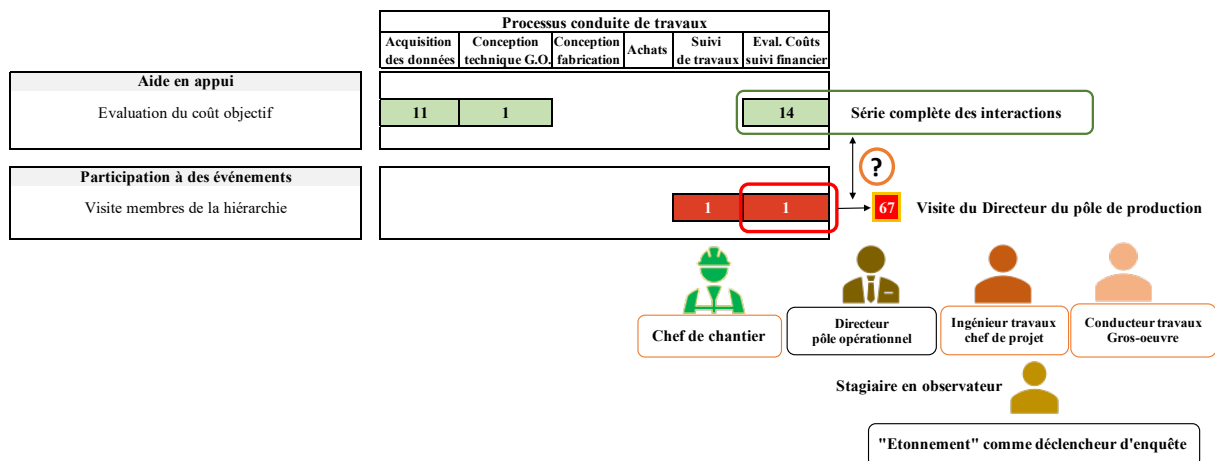 Processus conduite de travaux
Acquisition des données
Conception technique G.O.
Conception fabrication
Achats
Suivi de travaux
Eval. Coûts suivi financier
Aide en appui
Evaluation du coût objectif
11
1
14
Série complète des interactions
?
Participation à des événements
Visite membres de la hiérarchie
1
1
67
Visite du Directeur du pôle de production
Chef de chantier
Directeur
pôle opérationnel
Ingénieur travaux
chef de projet
Conducteur travaux
Gros-oeuvre
Stagiaire en observateur
"Etonnement" comme déclencheur d'enquête